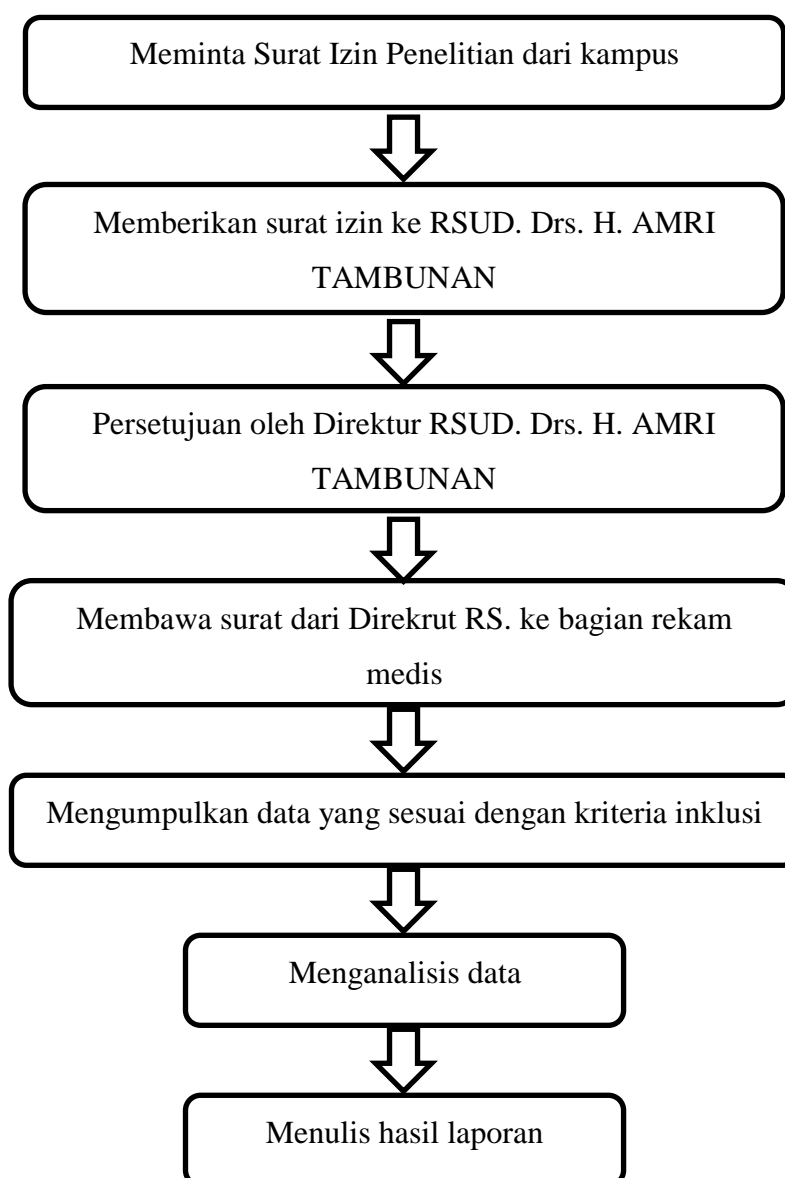 Meminta Surat Izin Penelitian dari kampus
Memberikan surat izin ke RSUD. Drs. H. AMRI
TAMBUNAN
Persetujuan oleh Direktur RSUD. Drs. H. AMRI
TAMBUNAN
Membawa surat dari Direkrut RS. ke bagian rekam
medis
Mengumpulkan data yang sesuai dengan kriteria inklusi
Menganalisis data
Menulis hasil laporan